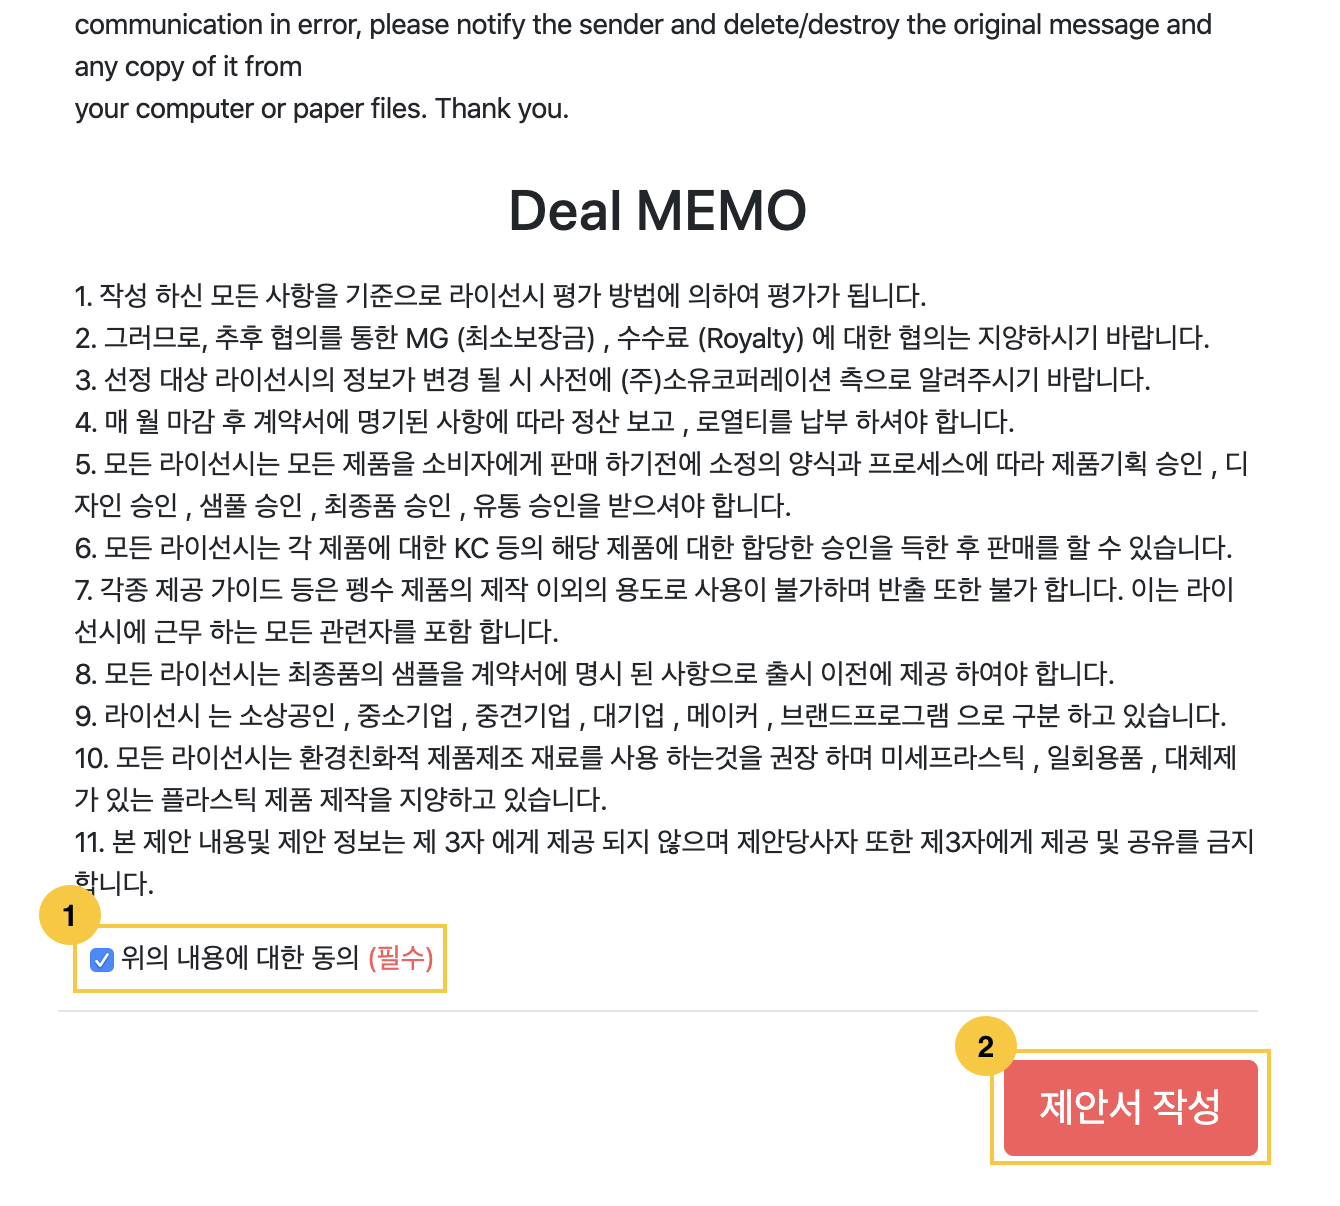 communication in error, please notify the sender and delete/destroy the original message and
any copy of it from
your computer or paper files. Thank you.
Deal MEMO
1. 작성 하신 모든 사항을 기준으로 라이선시 평가 방법에 의하여 평가가 됩니다.
2. 그러므로, 추후 협의를 통한 MG (최소보장금) , 수수료 (Royalty) 에 대한 협의는 지양하시기 바랍니다.
3. 선정 대상 라이선시의 정보가 변경 될 시 사전에 (주)소유코퍼레이션 측으로 알려주시기 바랍니다.
4. 매 월 마감 후 계약서에 명기된 사항에 따라 정산 보고 , 로열티를 납부 하셔야 합니다.
5. 모든 라이선시는 모든 제품을 소비자에게 판매 하기전에 소정의 양식과 프로세스에 따라 제품기획 승인 , 디
자인 승인 , 샘풀 승인 , 최종품 승인 , 유통 승인을 받으셔야 합니다.
6. 모든 라이선시는 각 제품에 대한 KC 등의 해당 제품에 대한 합당한 승인을 득한 후 판매를 할 수 있습니다.
7. 각종 제공 가이드 등은 펭수 제품의 제작 이외의 용도로 사용이 불가하며 반출 또한 불가 합니다. 이는 라이
선시에 근무 하는 모든 관련자를 포함 합니다.
8. 모든 라이선시는 최종품의 샘플을 계약서에 명시 된 사항으로 출시 이전에 제공 하여야 합니다.
9. 라이선시 는 소상공인 , 중소기업 , 중견기업 , 대기업 , 메이커 , 브랜드프로그램 으로 구분 하고 있습니다.
10. 모든 라이선시는 환경친화적 제품제조 재료를 사용 하는것을 권장 하며 미세프라스틱 , 일회용품 , 대체제
가 있는 플라스틱 제품 제작을 지양하고 있습니다.
11. 본 제안 내용및 제안 정보는 제 3자 에게 제공 되지 않으며 제안당사자 또한 제3자에게 제공 및 공유를 금지
합니다.
1
위의 내용에 대한 동의 (필수)
2
제안서 작성